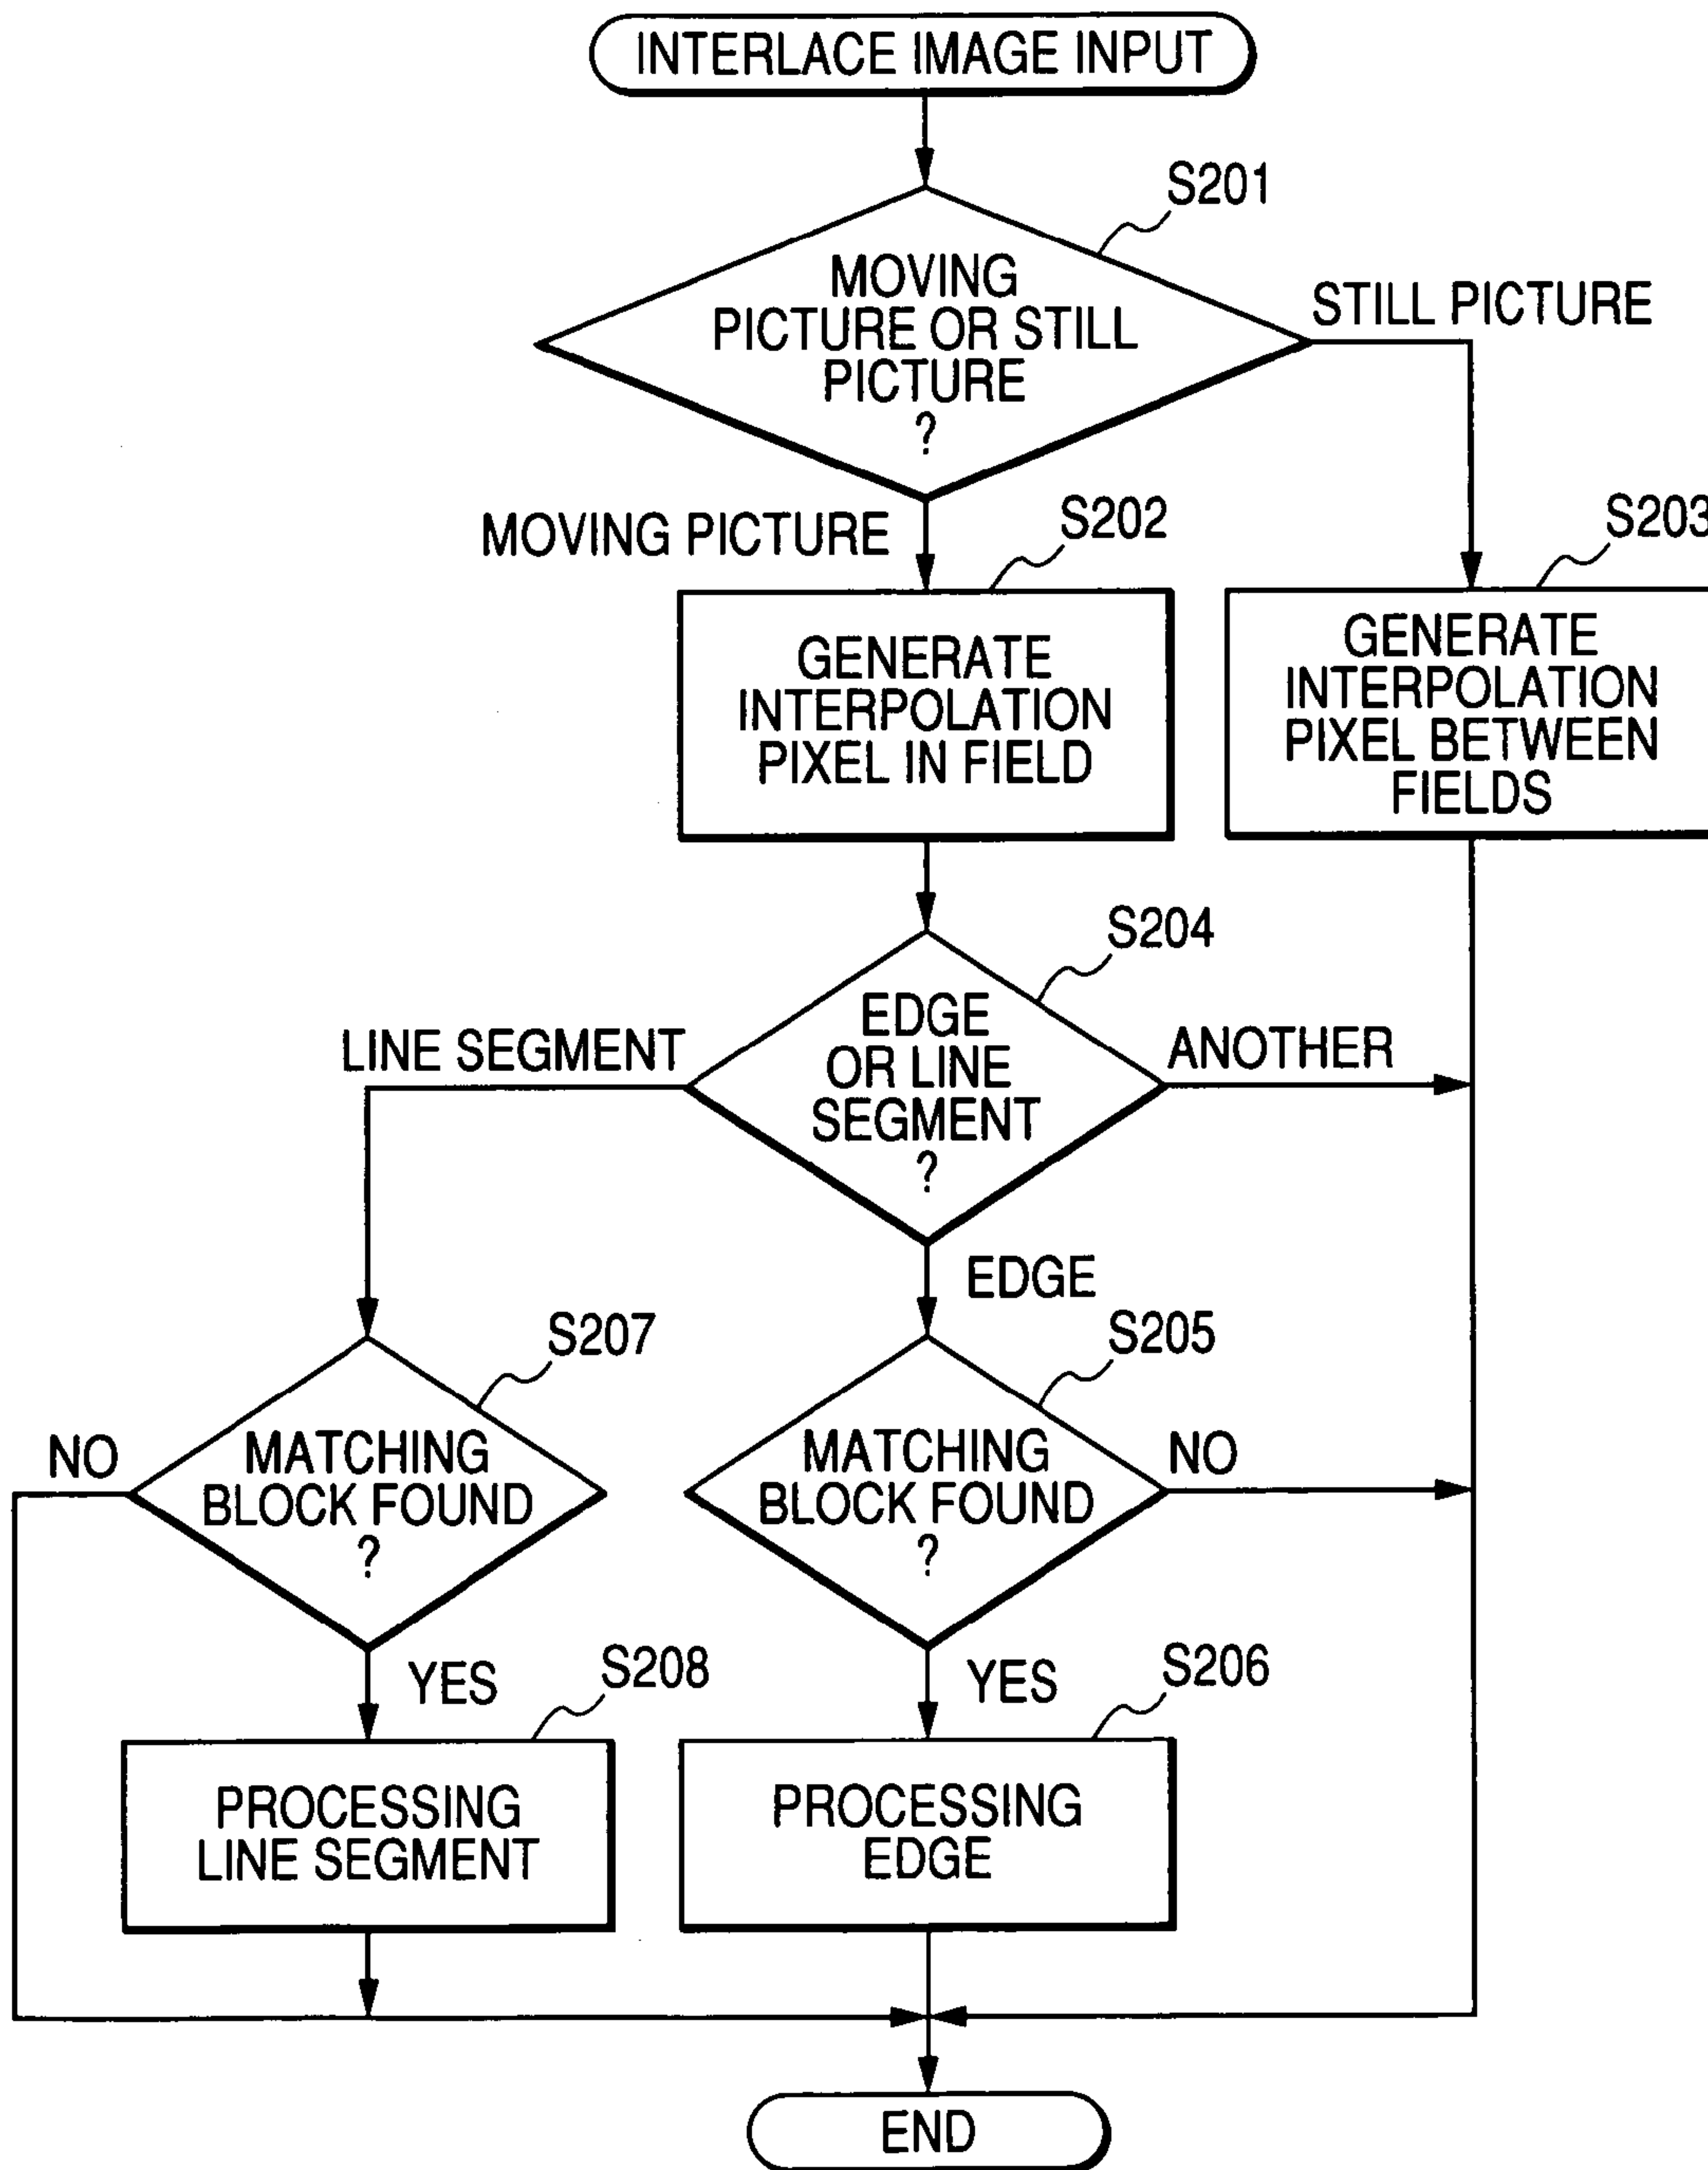 INTERLACE IMAGE INPUT
S201
MOVING
PICTURE OR STILL
PICTURE
?
STILL PICTURE
MOVING PICTURE
S202
S203
GENERATE
INTERPOLATION
PIXEL IN FIELD
GENERATE
INTERPOLATION
PIXEL BETWEEN
FIELDS
S204
EDGE
OR LINE
SEGMENT
?
LINE SEGMENT
ANOTHER
EDGE
S207
MATCHING
BLOCK FOUND
?
NO
S205
MATCHING
BLOCK FOUND
?
NO
YES
S208
YES
S206
PROCESSING
LINE SEGMENT
PROCESSING
EDGE
END